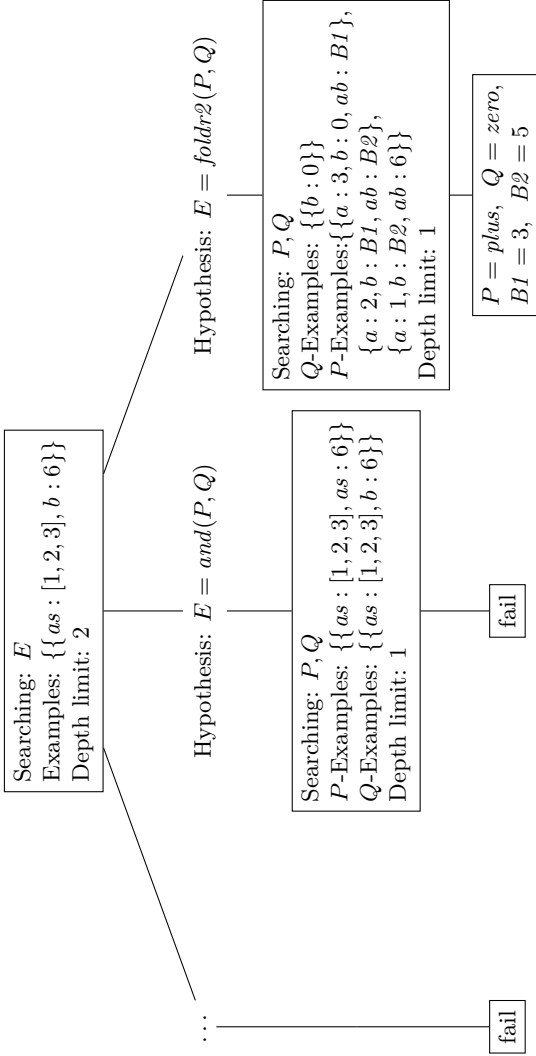 Searching: E
Examples: {{as : [1, 2, 3], b : 6}}
Depth limit: 2
. . .
Hypothesis: E = and(P, Q)
Hypothesis: E = foldr2(P, Q)
Searching: P, Q
P-Examples: {{as : [1, 2, 3], as : 6}}
Q-Examples: {{as : [1, 2, 3], b : 6}}
Depth limit: 1
Searching: P, Q
Q-Examples: {{b : 0}}
P-Examples:{{a : 3, b : 0, ab : B1},
{a : 2, b : B1, ab : B2},
{a : 1, b : B2, ab : 6}}
Depth limit: 1
fail
fail
P = plus, Q = zero,
B1 = 3, B2 = 5